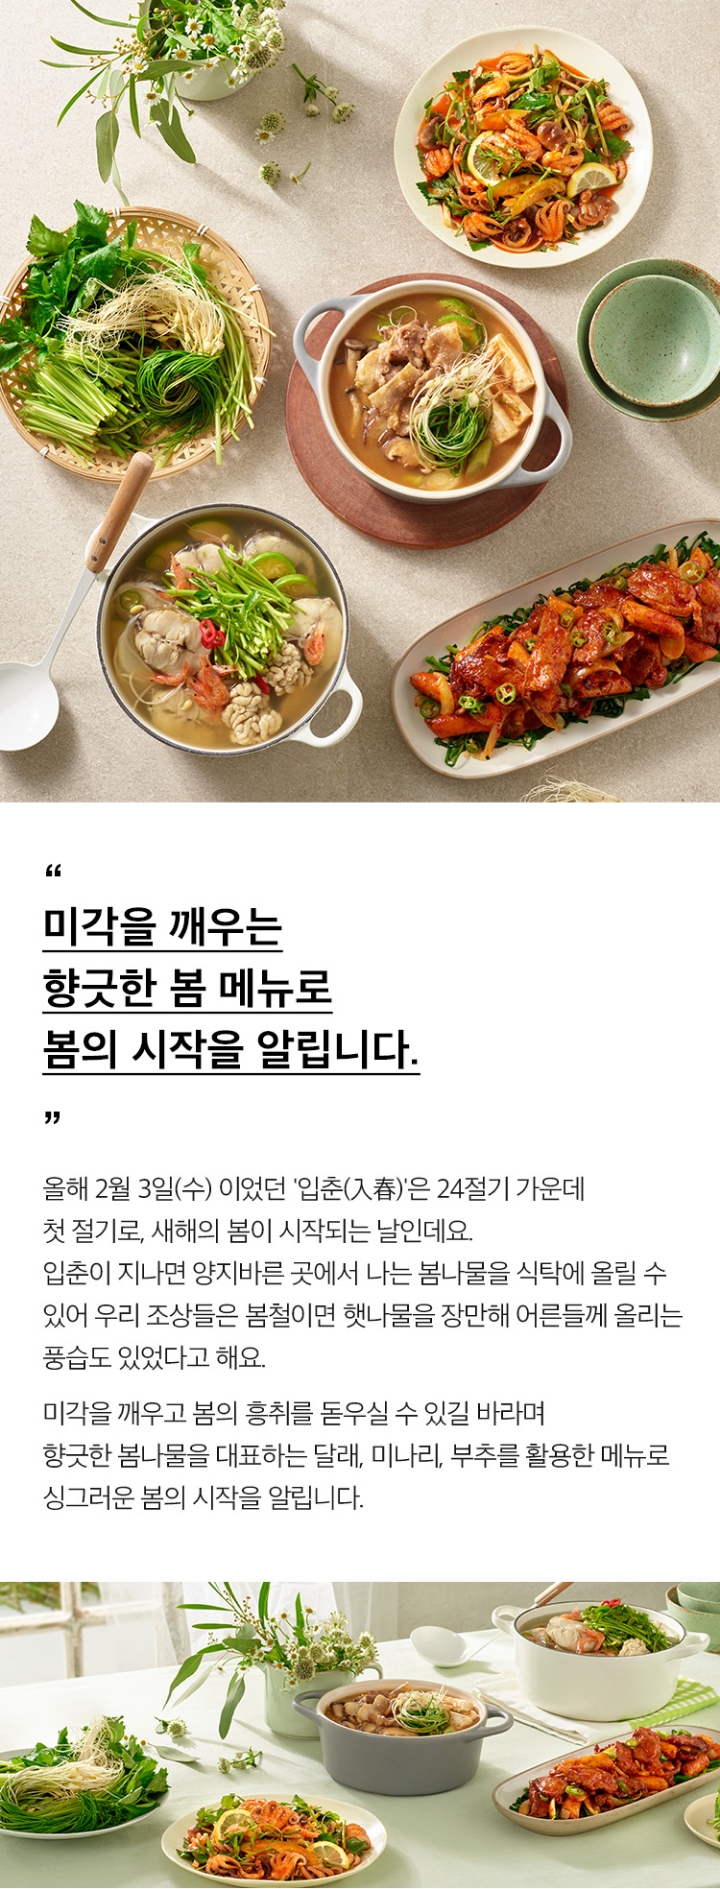 “
미각을 깨우는
향긋한 봄 메뉴로
봄의 시작을 알립니다.
”
올해 2월 3일(수) 이었던 '입춘(入春)'은 24절기 가운데
첫 절기로, 새해의 봄이 시작되는 날인데요.
입춘이 지나면 양지바른 곳에서 나는 봄나물을 식탁에 올릴 수
있어 우리 조상들은 봄철이면 햇나물을 장만해 어른들께 올리는
풍습도 있었다고 해요.
미각을 깨우고 봄의 흥취를 돋우실 수 있길 바라며
향긋한 봄나물을 대표하는 달래, 미나리, 부추를 활용한 메뉴로
싱그러운 봄의 시작을 알립니다.